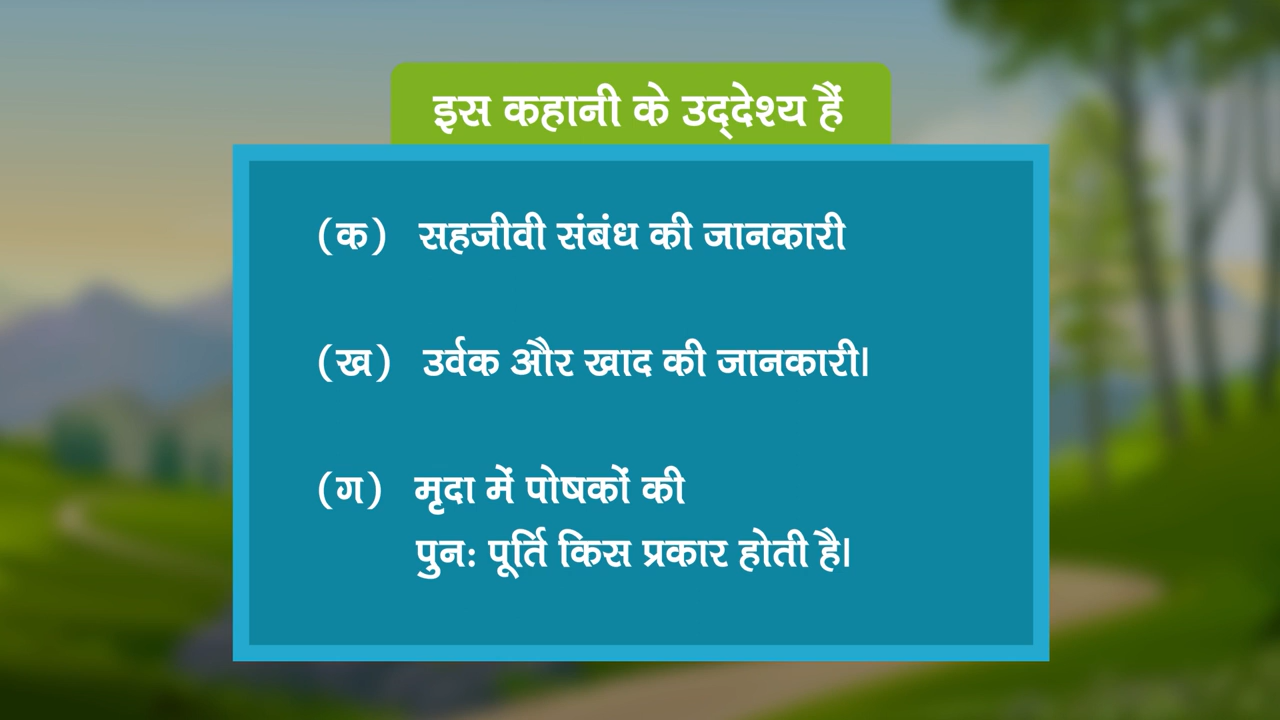 इस कहानी के उद्‌देश्य हैं
(क) सहजीवी संबंध की जानकारी
(ख) उर्वक और खाद की जानकारी।
(ग) मृदा में पोषकों की
पुनः पूर्ति किस प्रकार होती है।